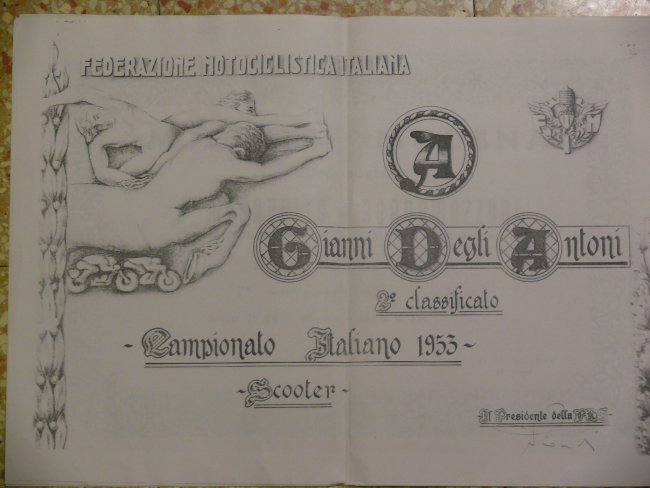 FEDERAZIONE MOTOCICLISTICA ITALIANA
A
Gianni Degli Antoni
2° classificato
- Campionato Italiano 1953 -
- Scooter -
Il Presidente della